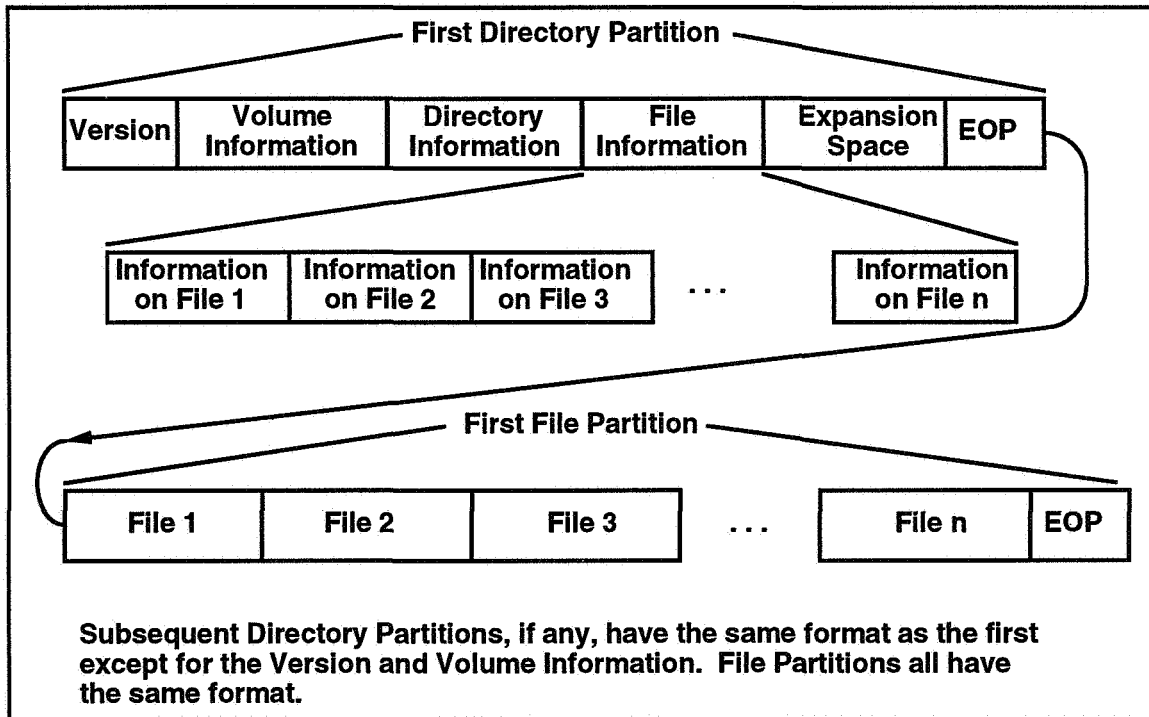 First Directory Partition
Version
Volume
Information
Directory
Information
File
Information
Expansion
Space
EOP
Information
on File 1
Information
on File 2
Information
on File 3
...
Information
on File n
First File Partition
File 1
File 2
File 3
...
File n
EOP
Subsequent Directory Partitions, if any, have the same format as the first
except for the Version and Volume Information. File Partitions all have
the same format.